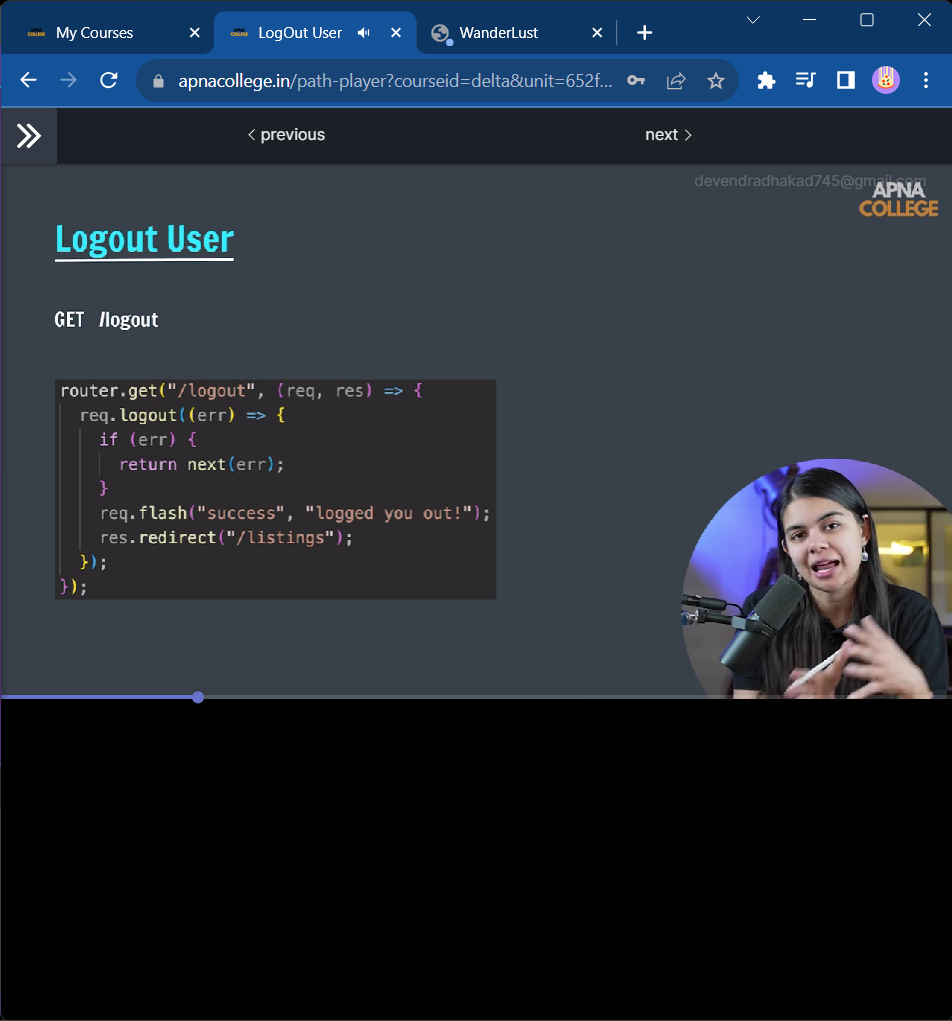 My Courses
LogOut User
WanderLust
apnacollege.in/path-player?courseid=delta&unit=652f...
< previous
next >
devendradhakad745@gmail.com
APNA
COLLEGE
Logout User
GET /logout
router.get("/logout", (req, res) => {
req.logout((err) => {
if (err) {
return next(err);
}
req.flash("success", "logged you out!");
res.redirect("/listings");
});
});